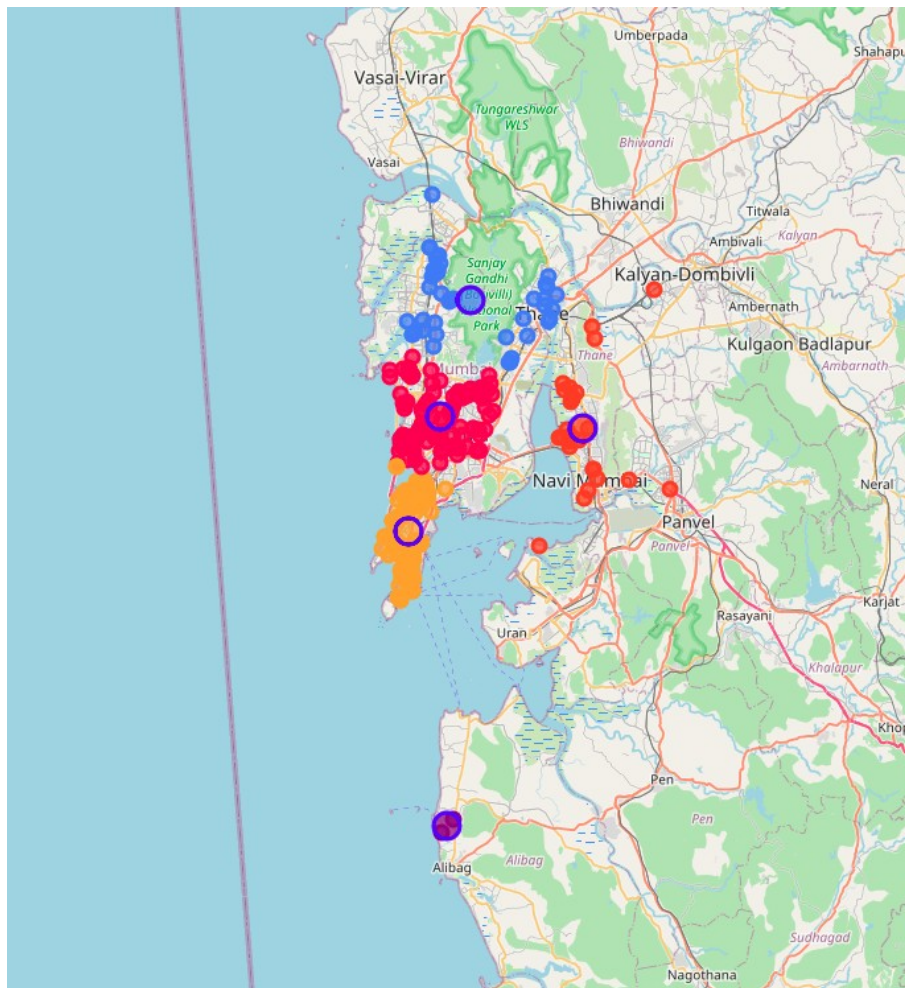 Umberpada
Shahapu
Vasai-Virar
Tungareshwar
WLS
Bhiwandi
Vasai
Bhiwandi
Titwala
Kalyan
Ambivali
Sanjay
Gandhi
National
Park
Kalyan-Dombivli
Ambernath
Thane
Kulgaon Badlapur
Thane
Ambarnath
Mumbai
Navi Mumbai
Neral
Panvel
Panvel
Karjat
Rasayani
Uran
Khalapur
Khop
Pen
Pen
Alibag
Alibag
Sudhagad
Nagothana